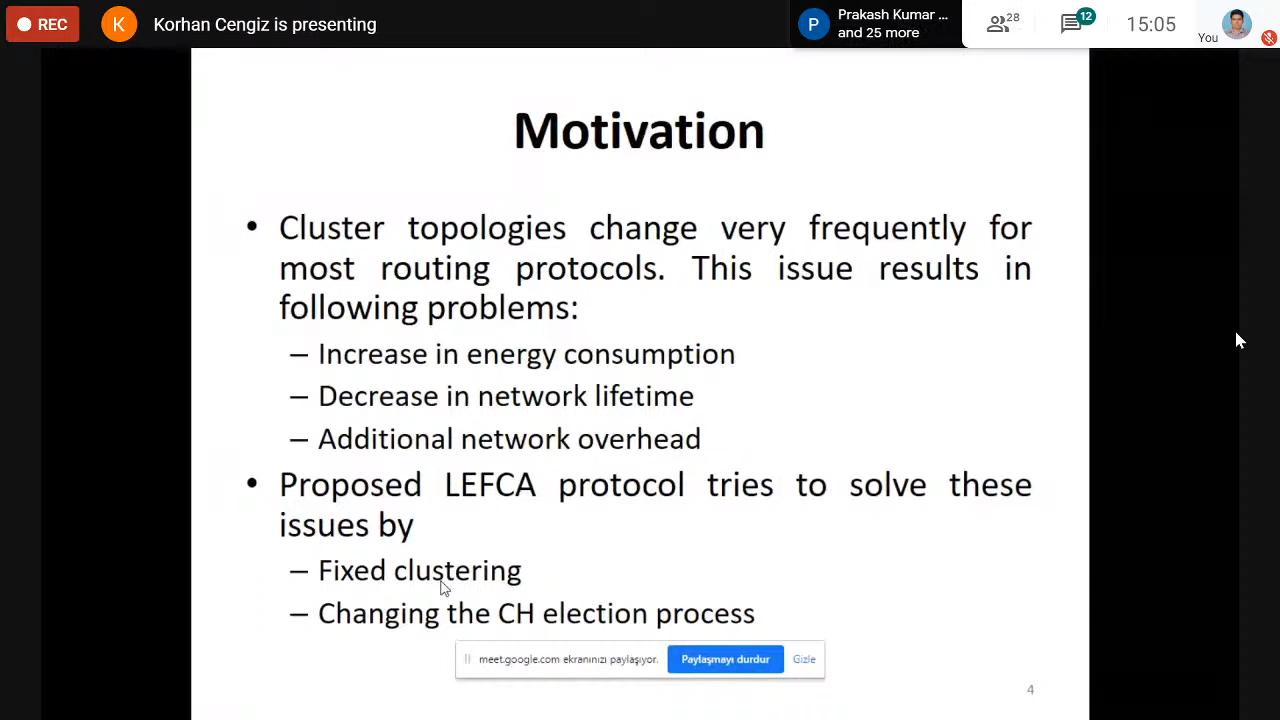 REC
K
Korhan Cengiz is presenting
P
Prakash Kumar ...
and 25 more
28
12
15:05
You
Motivation
• Cluster topologies change very frequently for
most routing protocols. This issue results in
following problems:
– Increase in energy consumption
– Decrease in network lifetime
– Additional network overhead
• Proposed LEFCA protocol tries to solve these
issues by
– Fixed clustering
– Changing the CH election process
meet.google.com ekranınızı paylaşıyor.
Paylaşmayı durdur
Gizle
4